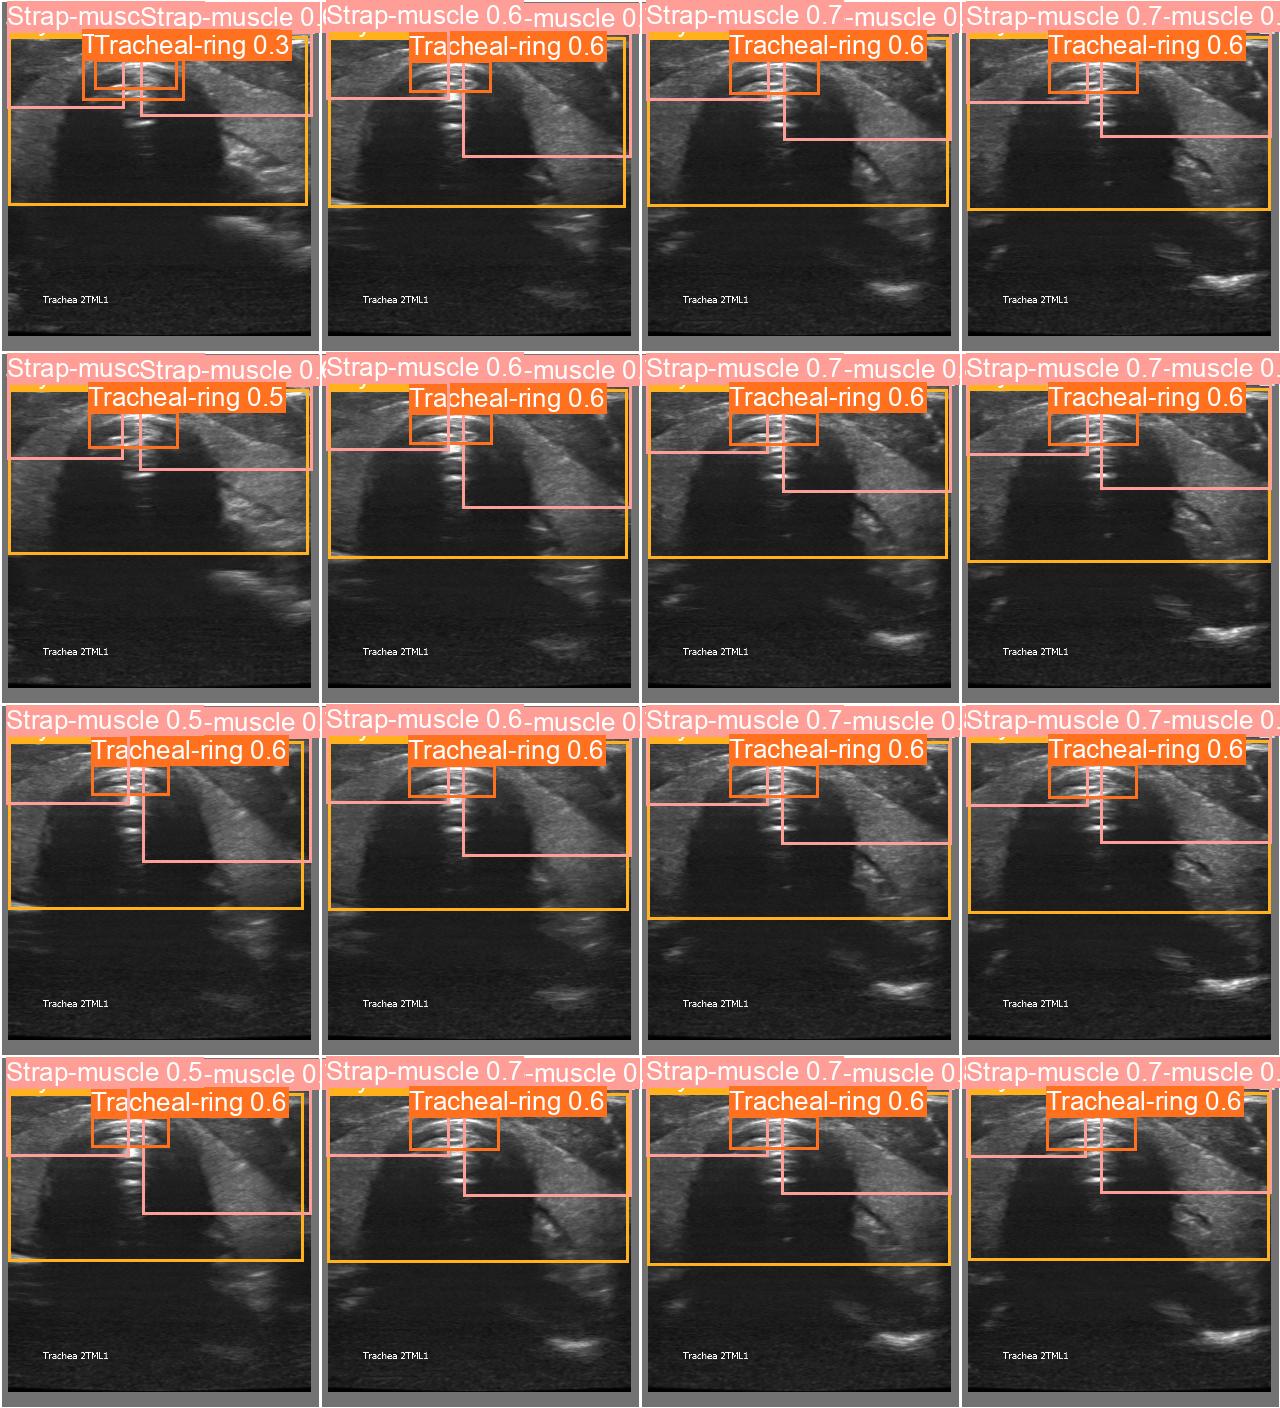 Strap-musc Strap-muscle 0.
Tracheal-ring 0.3
Trachea 2TML1
Strap-muscle 0.6 -muscle 0.
Tracheal-ring 0.6
Trachea 2TML1
Strap-muscle 0.7 -muscle 0.
Tracheal-ring 0.6
Trachea 2TML1
Strap-muscle 0.7 -muscle 0.
Tracheal-ring 0.6
Trachea 2TML1
Strap-musc Strap-muscle 0.
Tracheal-ring 0.5
Trachea 2TML1
Strap-muscle 0.6 -muscle 0.
Tracheal-ring 0.6
Trachea 2TML1
Strap-muscle 0.7 -muscle 0.
Tracheal-ring 0.6
Trachea 2TML1
Strap-muscle 0.7 -muscle 0.
Tracheal-ring 0.6
Trachea 2TML1
Strap-muscle 0.5 -muscle 0.
Tracheal-ring 0.6
Trachea 2TML1
Strap-muscle 0.6 -muscle 0.
Tracheal-ring 0.6
Trachea 2TML1
Strap-muscle 0.7 -muscle 0.
Tracheal-ring 0.6
Trachea 2TML1
Strap-muscle 0.7 -muscle 0.
Tracheal-ring 0.6
Trachea 2TML1
Strap-muscle 0.5 -muscle 0.
Tracheal-ring 0.6
Trachea 2TML1
Strap-muscle 0.7 -muscle 0.
Tracheal-ring 0.6
Trachea 2TML1
Strap-muscle 0.7 -muscle 0.
Tracheal-ring 0.6
Trachea 2TML1
Strap-muscle 0.7 -muscle 0.
Tracheal-ring 0.6
Trachea 2TML1